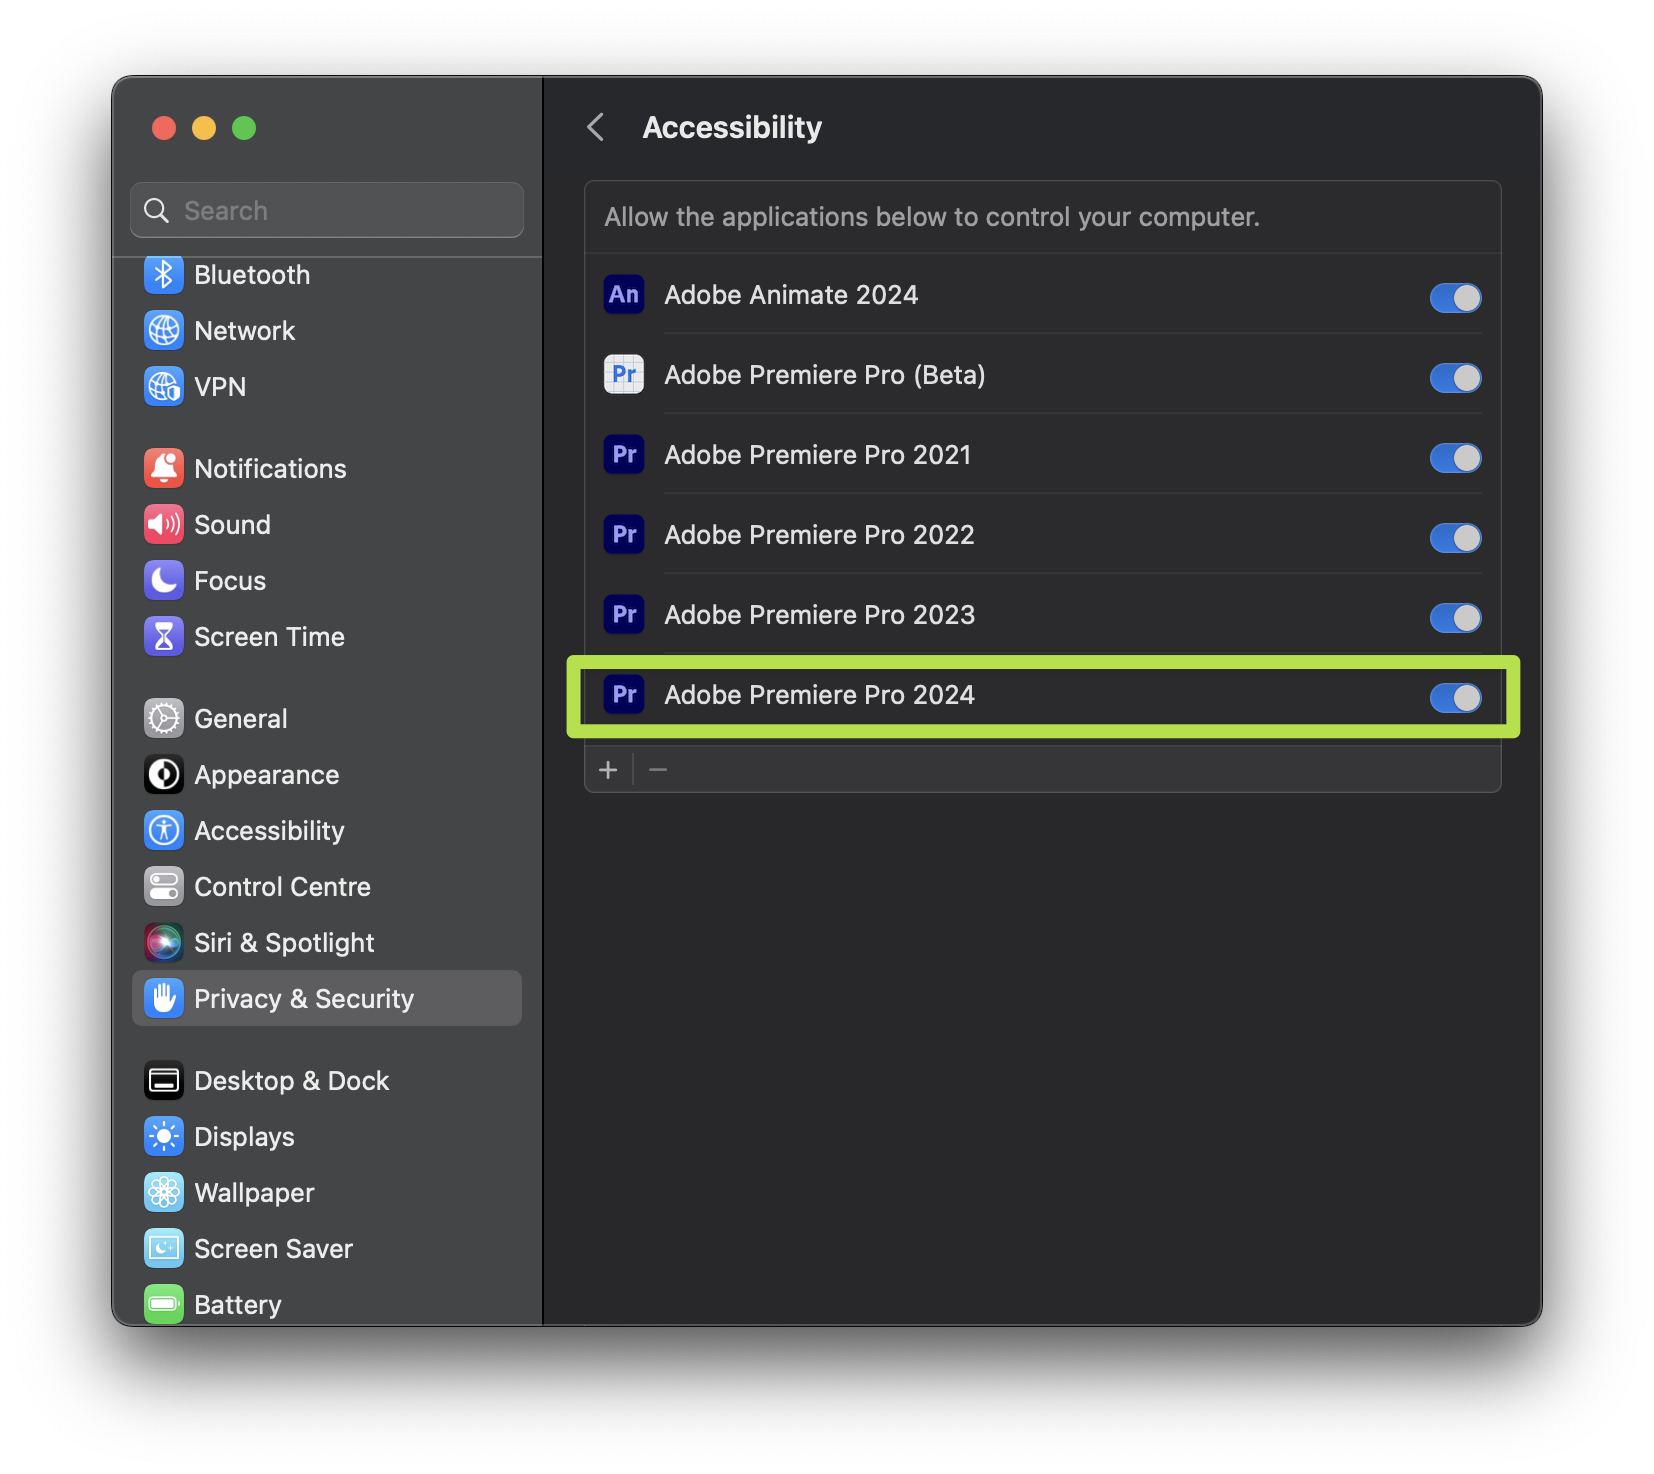 Search
Bluetooth
Network
VPN
Notifications
Sound
Focus
Screen Time
General
Appearance
Accessibility
Control Centre
Siri & Spotlight
Privacy & Security
Desktop & Dock
Displays
Wallpaper
Screen Saver
Battery
Accessibility
Allow the applications below to control your computer.
An Adobe Animate 2024
Pr Adobe Premiere Pro (Beta)
Pr Adobe Premiere Pro 2021
Pr Adobe Premiere Pro 2022
Pr Adobe Premiere Pro 2023
Pr Adobe Premiere Pro 2024